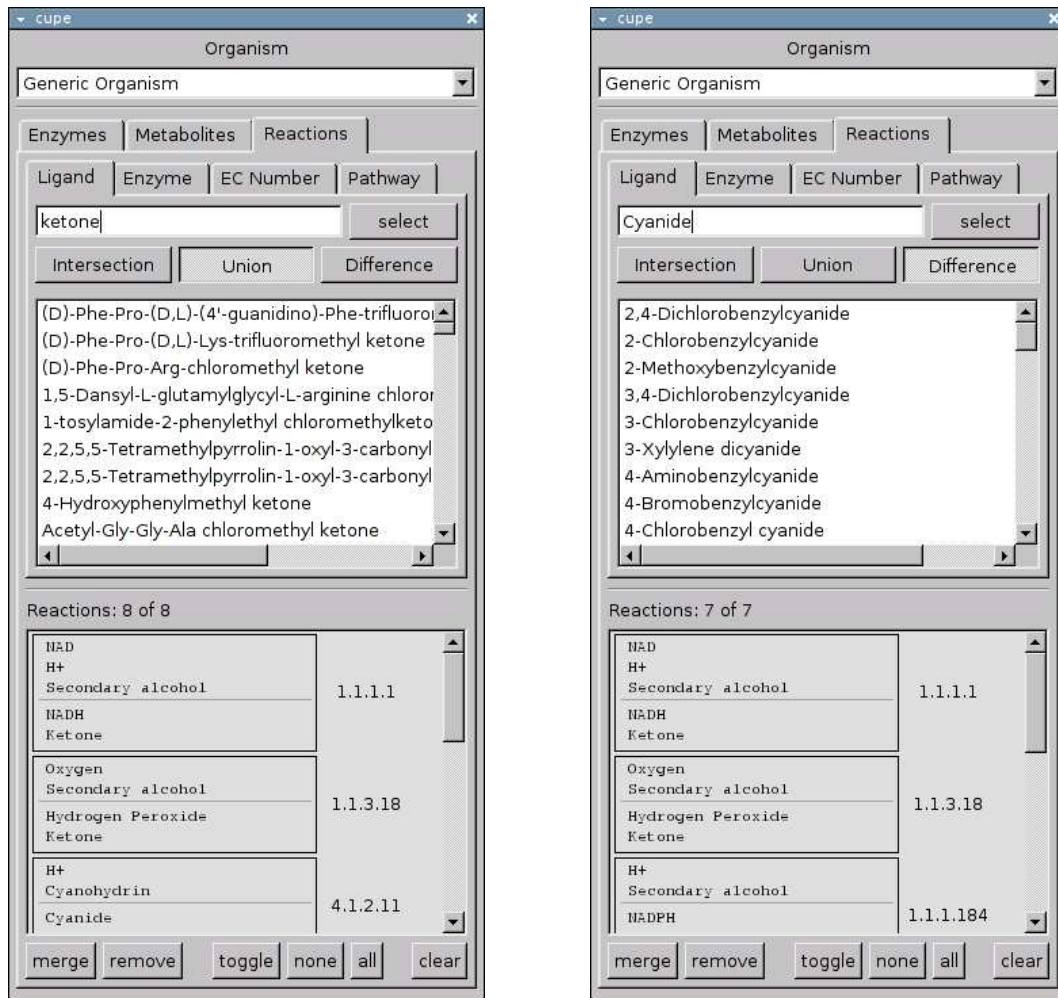 cupe
Organism
Generic Organism
Enzymes Metabolites Reactions
Ligand Enzyme EC Number Pathway
ketone select
Intersection Union Difference
(D)-Phe-Pro-(D,L)-(4'-guanidino)-Phe-trifluoro
(D)-Phe-Pro-(D,L)-Lys-trifluoromethyl ketone
(D)-Phe-Pro-Arg-chloromethyl ketone
1,5-Dansyl-L-glutamylglycyl-L-arginine chloro
1-tosylamide-2-phenylethyl chloromethylketo
2,2,5,5-Tetramethylpyrrolin-1-oxyl-3-carbonyl
2,2,5,5-Tetramethylpyrrolin-1-oxyl-3-carbonyl
4-Hydroxyphenylmethyl ketone
Acetyl-Gly-Gly-Ala chloromethyl ketone
Reactions: 8 of 8
NAD
H+
Secondary alcohol
1.1.1.1
NADH
Ketone
Oxygen
Secondary alcohol
1.1.3.18
Hydrogen Peroxide
Ketone
H+
Cyanohydrin
4.1.2.11
Cyanide
merge remove toggle none all clear
cupe
Organism
Generic Organism
Enzymes Metabolites Reactions
Ligand Enzyme EC Number Pathway
Cyanide select
Intersection Union Difference
2,4-Dichlorobenzylcyanide
2-Chlorobenzylcyanide
2-Methoxybenzylcyanide
3,4-Dichlorobenzylcyanide
3-Chlorobenzylcyanide
3-Xylylene dicyanide
4-Aminobenzylcyanide
4-Bromobenzylcyanide
4-Chlorobenzyl cyanide
Reactions: 7 of 7
NAD
H+
Secondary alcohol
1.1.1.1
NADH
Ketone
Oxygen
Secondary alcohol
1.1.3.18
Hydrogen Peroxide
Ketone
H+
Secondary alcohol
1.1.1.184
NADPH
merge remove toggle none all clear